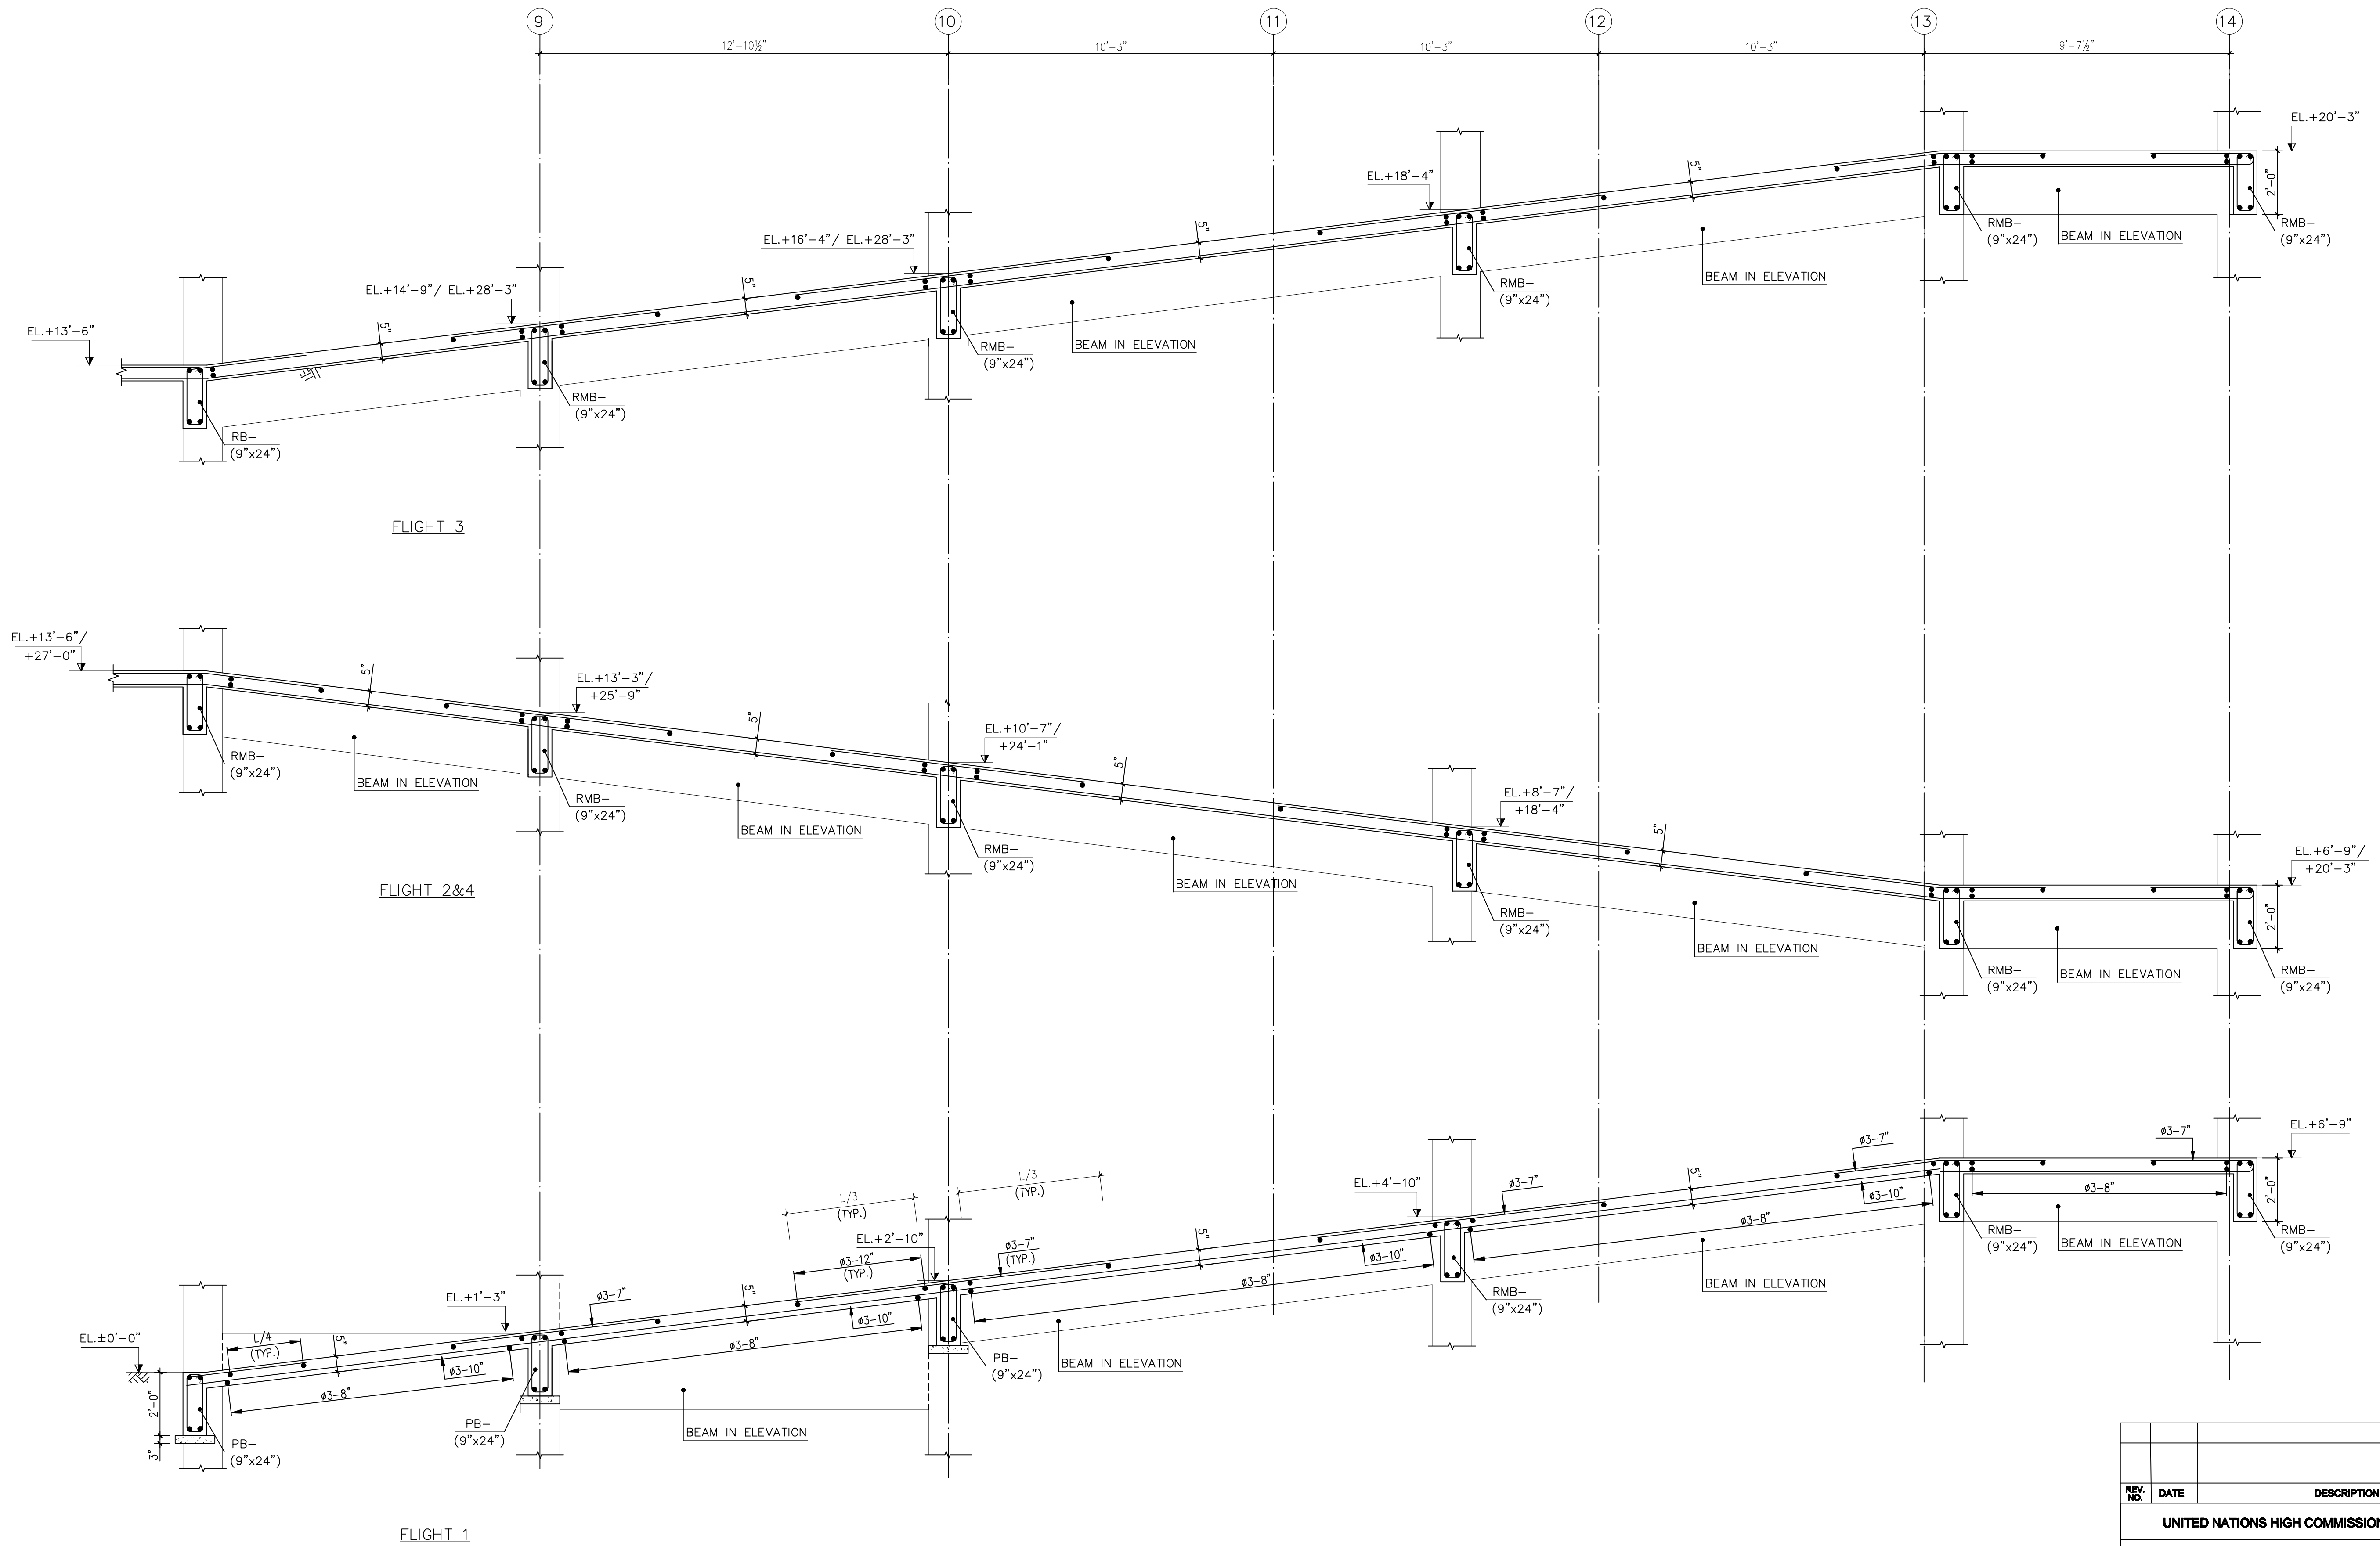 9
10
11
12
13
14
12'-10½"
10'-3"
10'-3"
10'-3"
9'-7½"
EL.+20'-3"
5"
EL.+18'-4"
2'-0"
RMB-
(9"x24")
BEAM IN ELEVATION
RMB-
(9"x24")
5"
EL.+16'-4"/ EL.+28'-3"
BEAM IN ELEVATION
RMB-
(9"x24")
5"
EL.+14'-9"/ EL.+28'-3"
EL.+13'-6"
5"
RMB-
(9"x24")
BEAM IN ELEVATION
RMB-
(9"x24")
RB-
(9"x24")
FLIGHT 3
EL.+13'-6"/
+27'-0"
5"
EL.+13'-3"/
+25'-9"
5"
EL.+10'-7"/
+24'-1"
RMB-
(9"x24")
BEAM IN ELEVATION
5"
EL.+8'-7"/
+18'-4"
RMB-
(9"x24")
BEAM IN ELEVATION
5"
RMB-
(9"x24")
EL.+6'-9"/
+20'-3"
BEAM IN ELEVATION
FLIGHT 2&4
2'-0"
RMB-
(9"x24")
BEAM IN ELEVATION
RMB-
(9"x24")
BEAM IN ELEVATION
RMB-
(9"x24")
EL.+6'-9"
ø3-7"
ø3-7"
L/3
(TYP.)
L/3
(TYP.)
EL.+4'-10"
ø3-7"
5"
ø3-10"
ø3-8"
2'-0"
ø3-8"
EL.+2'-10"
ø3-7"
(TYP.)
5"
ø3-12"
(TYP.)
ø3-10"
ø3-8"
RMB-
(9"x24")
BEAM IN ELEVATION
RMB-
(9"x24")
BEAM IN ELEVATION
RMB-
(9"x24")
EL.+1'-3"
ø3-7"
5"
ø3-10"
ø3-8"
EL.±0'-0"
L/4
(TYP.)
5"
ø3-10"
ø3-8"
PB-
(9"x24")
BEAM IN ELEVATION
2'-0"
3"
PB-
(9"x24")
PB-
(9"x24")
BEAM IN ELEVATION
FLIGHT 1
REV.
NO.
DATE
DESCRIPTION
UNITED NATIONS HIGH COMMISSION